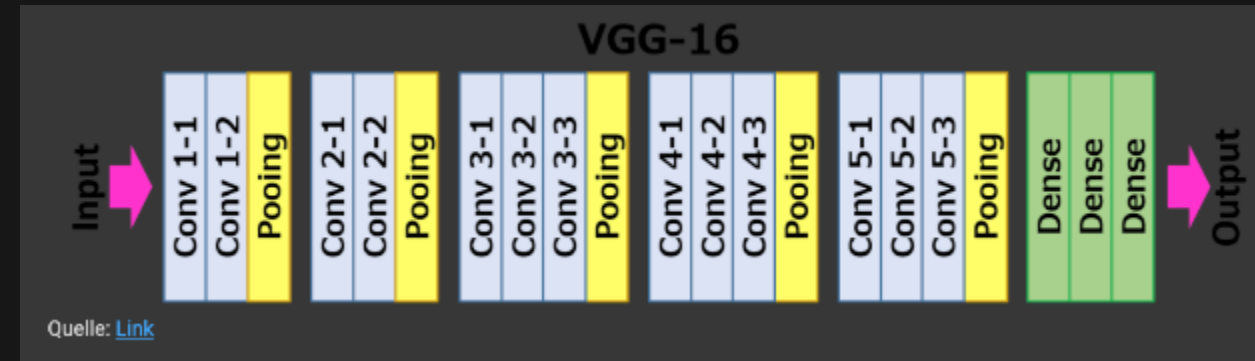 VGG-16
Input
Conv 1-1
Conv 1-2
Pooing
Conv 2-1
Conv 2-2
Pooing
Conv 3-1
Conv 3-2
Conv 3-3
Pooing
Conv 4-1
Conv 4-2
Conv 4-3
Pooing
Conv 5-1
Conv 5-2
Conv 5-3
Pooing
Dense
Dense
Dense
Output
Quelle: Link